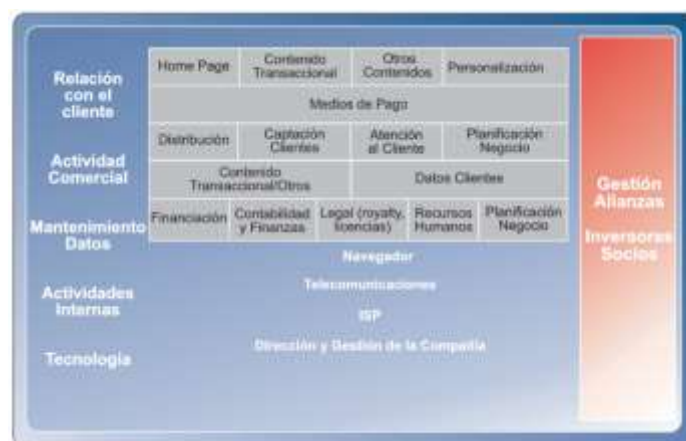 Relación
con el
cliente
Home Page
Contenido
Transaccional
Otros
Contenidos
Personalización
Medios de Pago
Actividad
Comercial
Distribución
Captación
Clientes
Atención
al Cliente
Planificación
Negocio
Mantenimiento
Datos
Contenido
Transaccional/Otros
Datos Clientes
Actividades
Internas
Financiación
Contabilidad
y Finanzas
Legal (royalty,
licencias)
Recursos
Humanos
Planificación
Negocio
Tecnología
Navegador
Telecomunicaciones
ISP
Dirección y Gestión de la Compañía
Gestión
Alianzas
Inversores
Socios